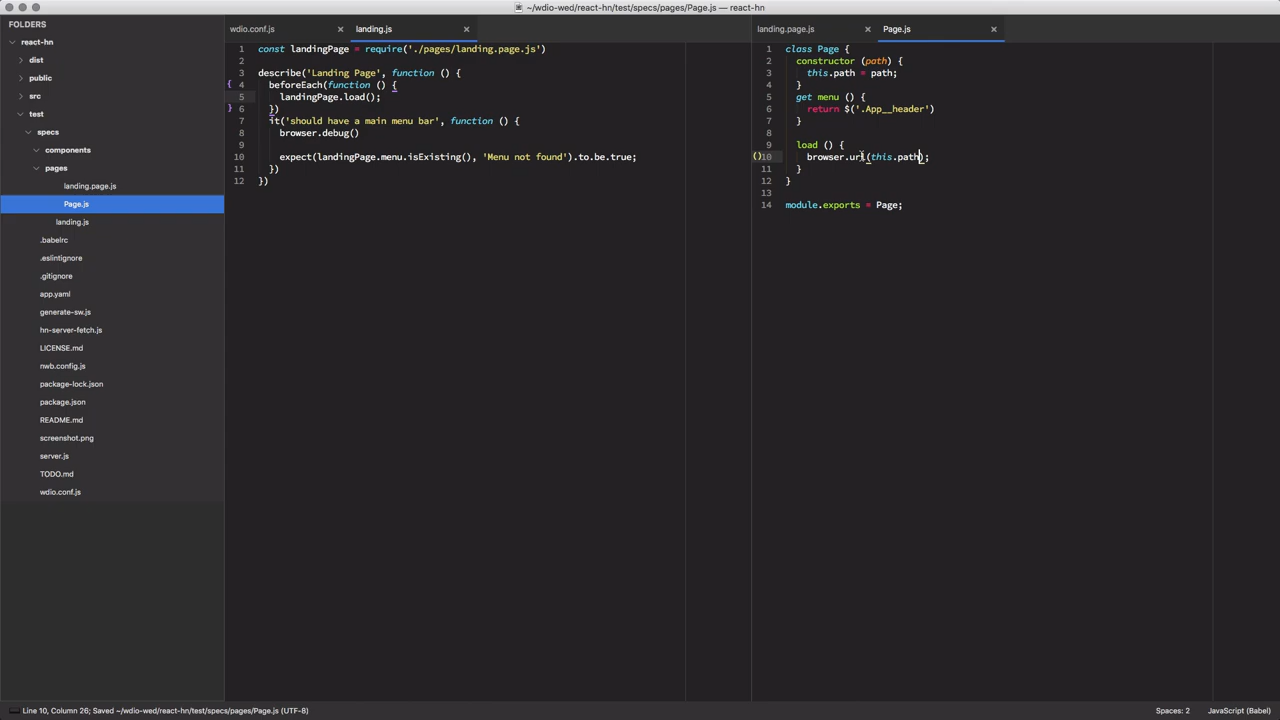 ~/wdio-wed/react-hn/test/specs/pages/Page.js — react-hn
FOLDERS
react-hn
dist
public
src
test
specs
components
pages
landing.page.js
Page.js
landing.js
.babelrc
.eslintignore
.gitignore
app.yaml
generate-sw.js
hn-server-fetch.js
LICENSE.md
nwb.config.js
package-lock.json
package.json
README.md
screenshot.png
server.js
TODO.md
wdio.conf.js
wdio.conf.js × landing.js ×
1 const landingPage = require('./pages/landing.page.js')
2
3 describe('Landing Page', function () {
{ 4 beforeEach(function () {
5 landingPage.load();
} 6 })
7 it('should have a main menu bar', function () {
8 browser.debug()
9
10 expect(landingPage.menu.isExisting(), 'Menu not found').to.be.true;
11 })
12 })
landing.page.js × Page.js ×
1 class Page {
2 constructor (path) {
3 this.path = path;
4 }
5 get menu () {
6 return $('.App__header')
7 }
8
9 load () {
()10 browser.url(this.path);
11 }
12 }
13
14 module.exports = Page;
Line 10, Column 26; Saved ~/wdio-wed/react-hn/test/specs/pages/Page.js (UTF-8)
Spaces: 2 JavaScript (Babel)